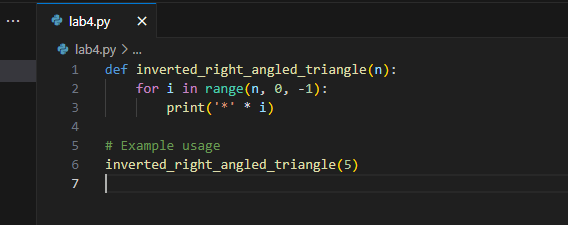 lab4.py ×
lab4.py > ...
1 def inverted_right_angled_triangle(n):
2     for i in range(n, 0, -1):
3         print('*' * i)
4
5 # Example usage
6 inverted_right_angled_triangle(5)
7